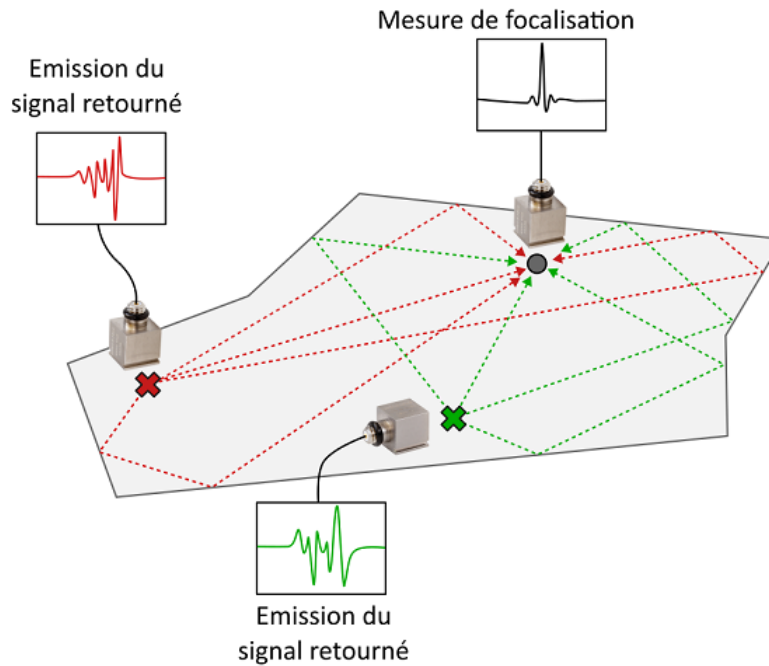 Mesure de focalisation
Emission du
signal retourné
Emission du
signal retourné